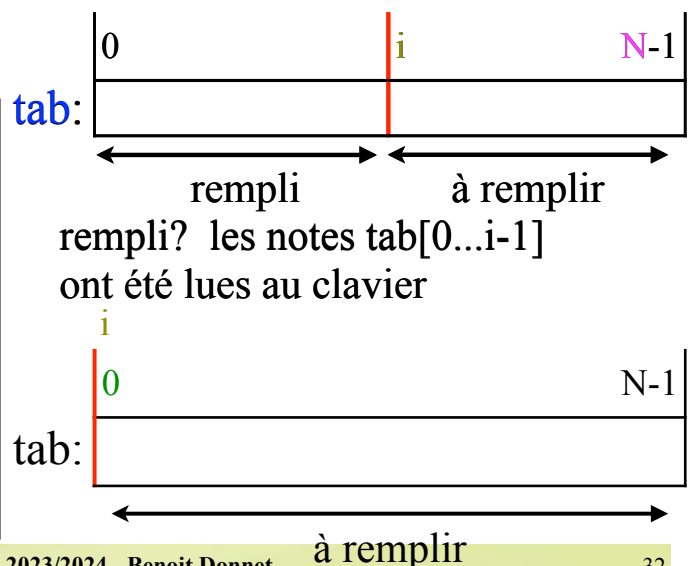 0 i N-1
tab:
rempli à remplir
rempli? les notes tab[0...i-1]
ont été lues au clavier
i
0 N-1
tab:
à remplir
2023/2024 - Benoit Donnet 32